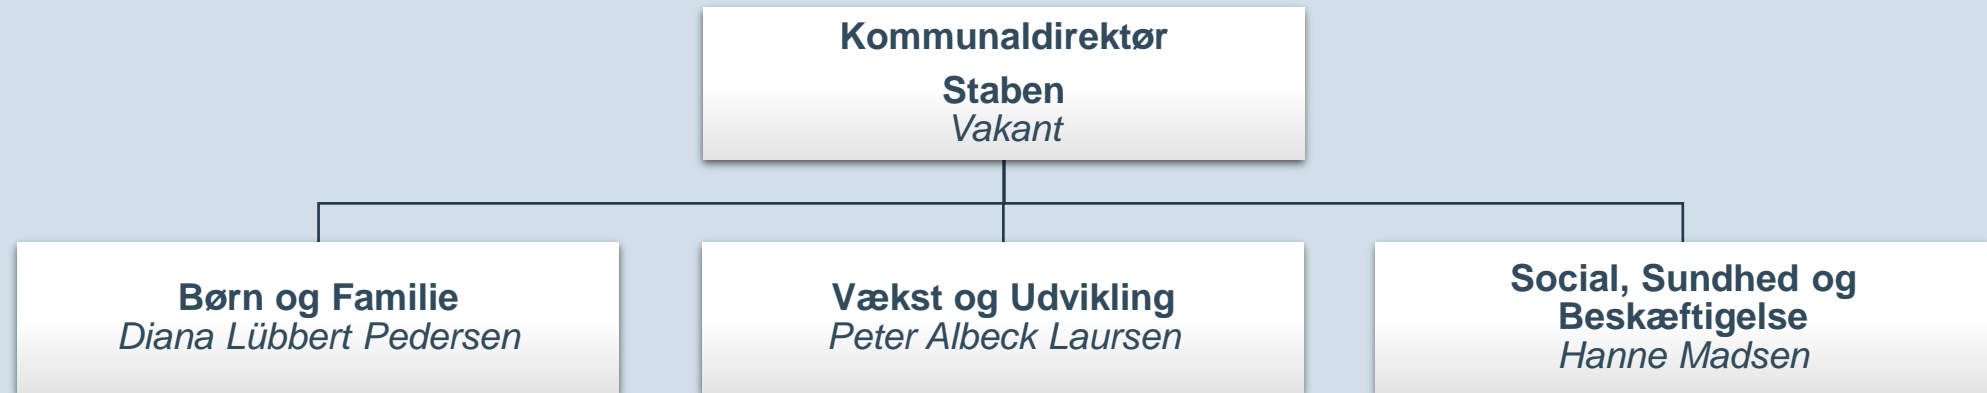 Kommunaldirektør
Staben
Vakant
Børn og Familie
Diana Lübbert Pedersen
Vækst og Udvikling
Peter Albeck Laursen
Social, Sundhed og
Beskæftigelse
Hanne Madsen